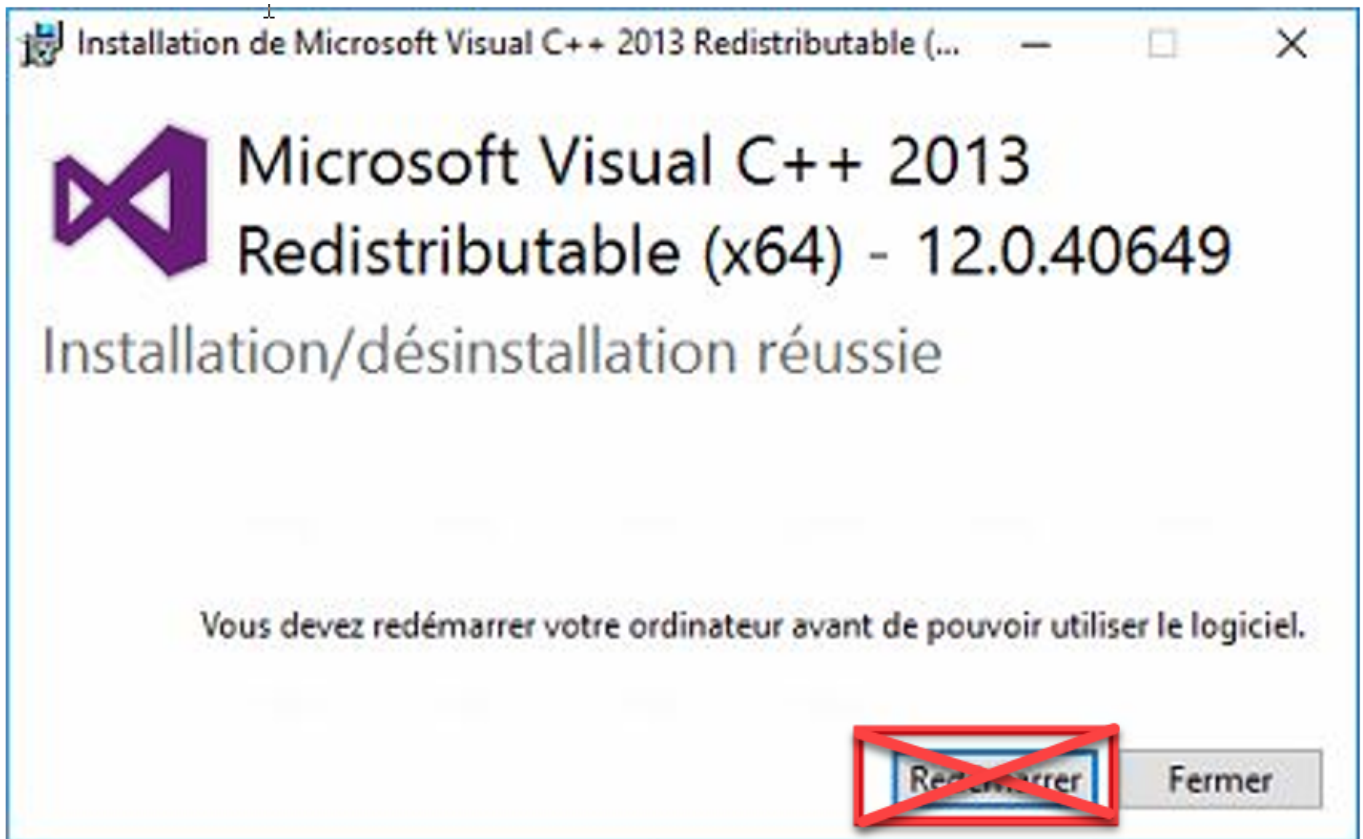 Installation de Microsoft Visual C++ 2013 Redistributable (...
Microsoft Visual C++ 2013
Redistributable (x64) - 12.0.40649
Installation/désinstallation réussie
Vous devez redémarrer votre ordinateur avant de pouvoir utiliser le logiciel.
Redémarrer
Fermer